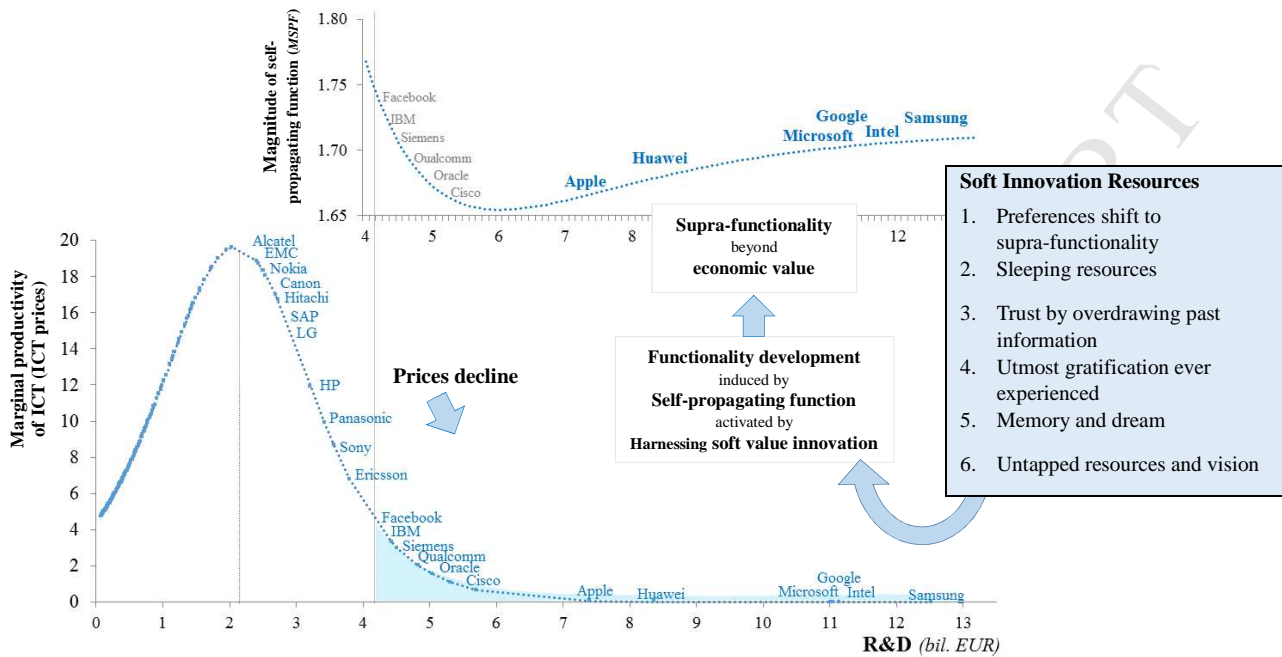 1.80
1.75
1.70
1.65
Magnitude of self-
propagating function (MSPF)
Facebook
IBM
Siemens
Qualcomm
Oracle
Cisco
Apple
Huawei
Microsoft
Google
Intel
Samsung
4
5
6
7
8
12
Supra-functionality
beyond
economic value
Functionality development
induced by
Self-propagating function
activated by
Harnessing soft value innovation
Soft Innovation Resources
1. Preferences shift to
supra-functionality
2. Sleeping resources
3. Trust by overdrawing past
information
4. Utmost gratification ever
experienced
5. Memory and dream
6. Untapped resources and vision
PT
Marginal productivity
of ICT (ICT prices)
20
18
16
14
12
10
8
6
4
2
0
Alcatel
EMC
Nokia
Canon
Hitachi
SAP
LG
HP
Panasonic
Sony
Ericsson
Facebook
IBM
Siemens
Qualcomm
Oracle
Cisco
Apple
Huawei
Microsoft
Google
Intel
Samsung
Prices decline
0
1
2
3
4
5
6
7
8
9
10
11
12
13
R&D (bil. EUR)